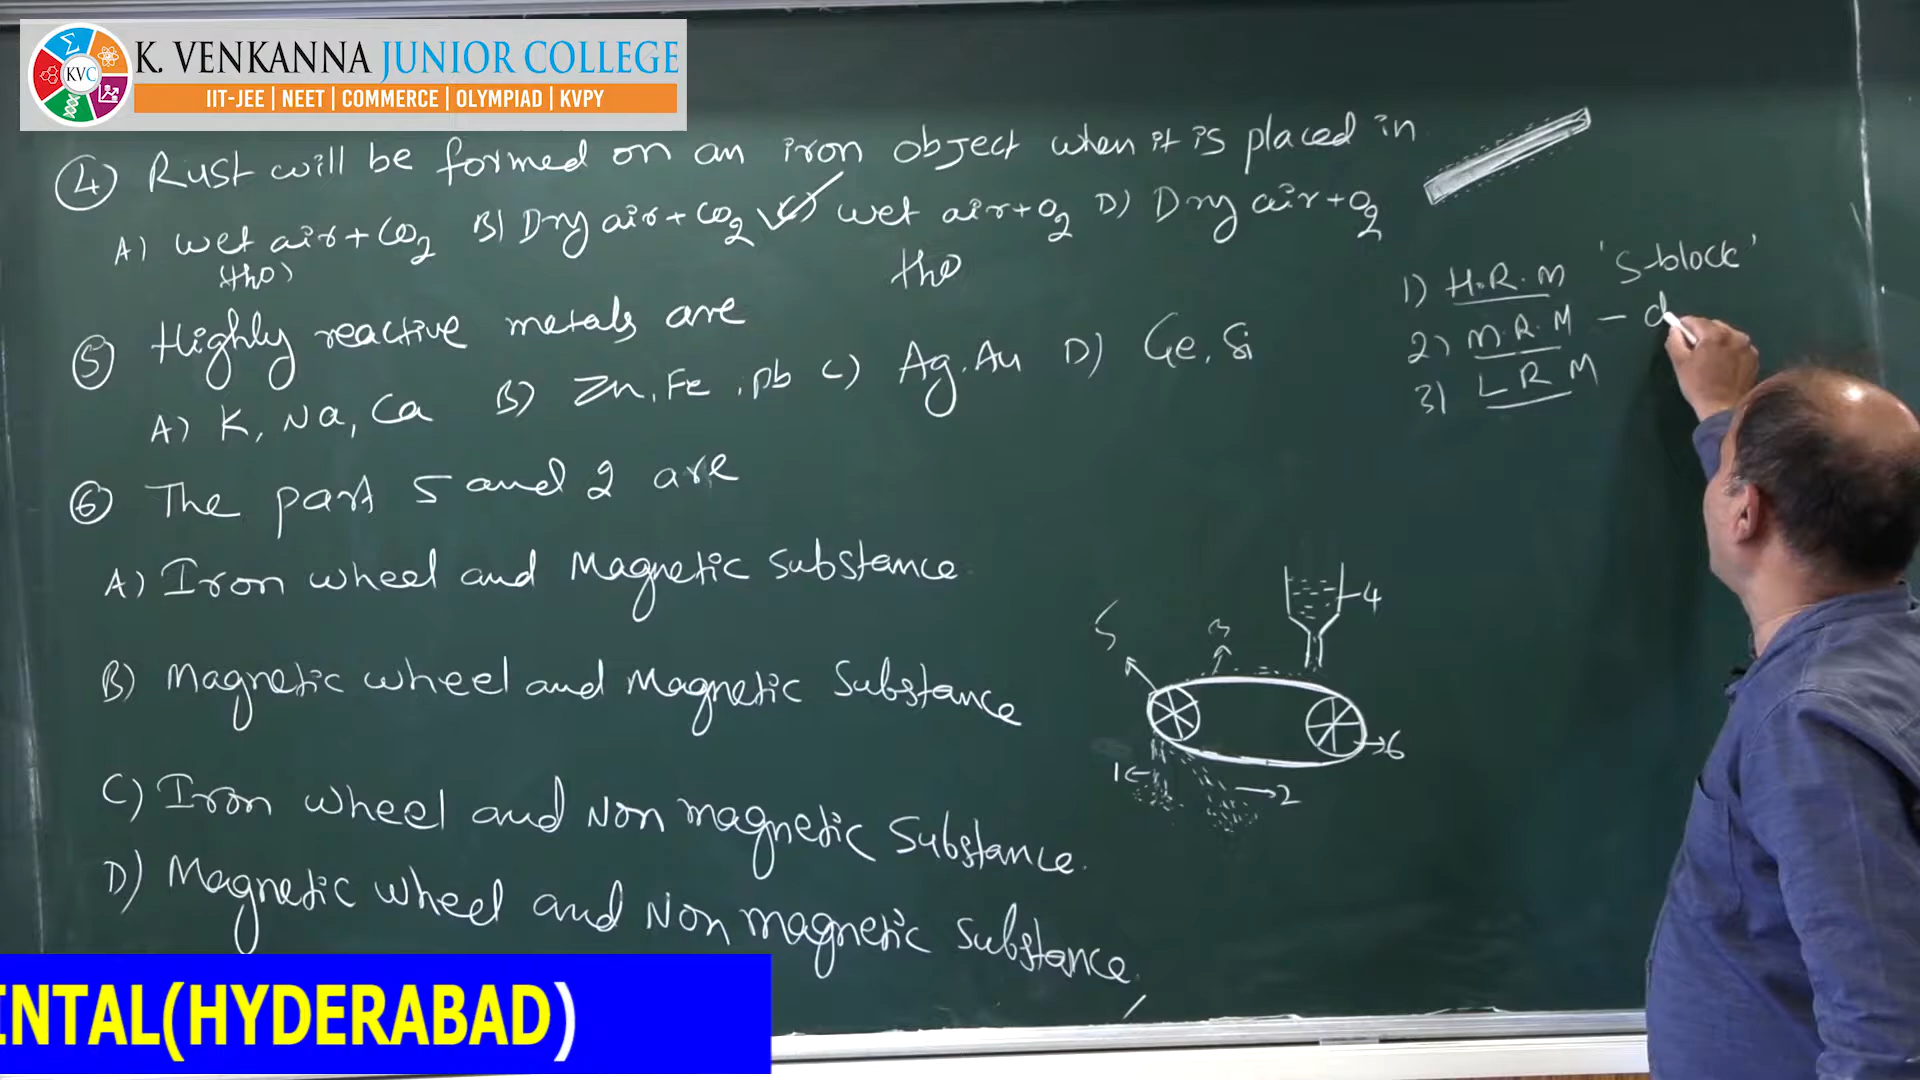 KVC
K. VENKANNA JUNIOR COLLEGE
IIT-JEE | NEET | COMMERCE | OLYMPIAD | KVPY
4 Rust will be formed on an iron object when it is placed in
A) wet air + CO2 B) Dry air + CO2 C) wet air + O2 D) Dry air + O2
5 Highly reactive metals are
A) K, Na, Ca B) Zn, Fe, pb C) Ag, Au D) Ge, Si
6 The part 5 and 2 are
A) Iron wheel and Magnetic substance
B) Magnetic wheel and Magnetic Substance
C) Iron wheel and Non magnetic Substance.
D) Magnetic wheel and Non magnetic substance
1) H.R.M 'S-block'
2) M.R.M - d
3) L R M
4
5
3
6
1
2
INTAL(HYDERABAD)